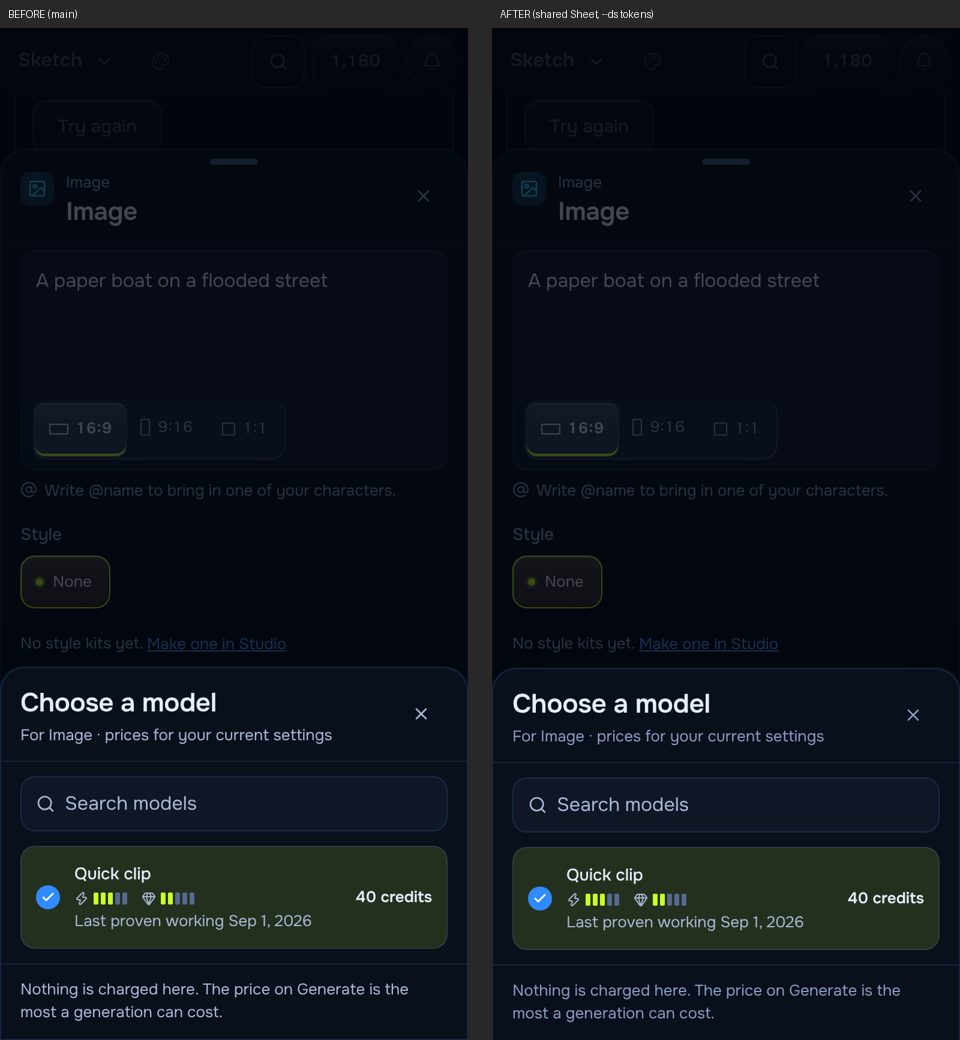 BEFORE (main)
Sketch
1,180
Try again
Image
Image
A paper boat on a flooded street
16:9 9:16 1:1
@ Write @name to bring in one of your characters.
Style
None
No style kits yet. Make one in Studio
Choose a model
For Image · prices for your current settings
Search models
Quick clip
40 credits
Last proven working Sep 1, 2026
Nothing is charged here. The price on Generate is the
most a generation can cost.
AFTER (shared Sheet, --ds tokens)
Sketch
1,180
Try again
Image
Image
A paper boat on a flooded street
16:9 9:16 1:1
@ Write @name to bring in one of your characters.
Style
None
No style kits yet. Make one in Studio
Choose a model
For Image · prices for your current settings
Search models
Quick clip
40 credits
Last proven working Sep 1, 2026
Nothing is charged here. The price on Generate is the
most a generation can cost.